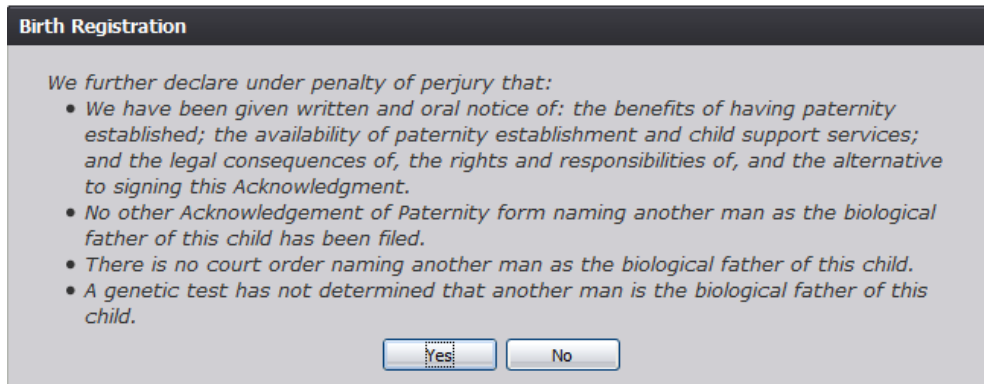 Birth Registration
We further declare under penalty of perjury that:
• We have been given written and oral notice of: the benefits of having paternity
established; the availability of paternity establishment and child support services;
and the legal consequences of, the rights and responsibilities of, and the alternative
to signing this Acknowledgment.
• No other Acknowledgement of Paternity form naming another man as the biological
father of this child has been filed.
• There is no court order naming another man as the biological father of this child.
• A genetic test has not determined that another man is the biological father of this
child.
Yes No